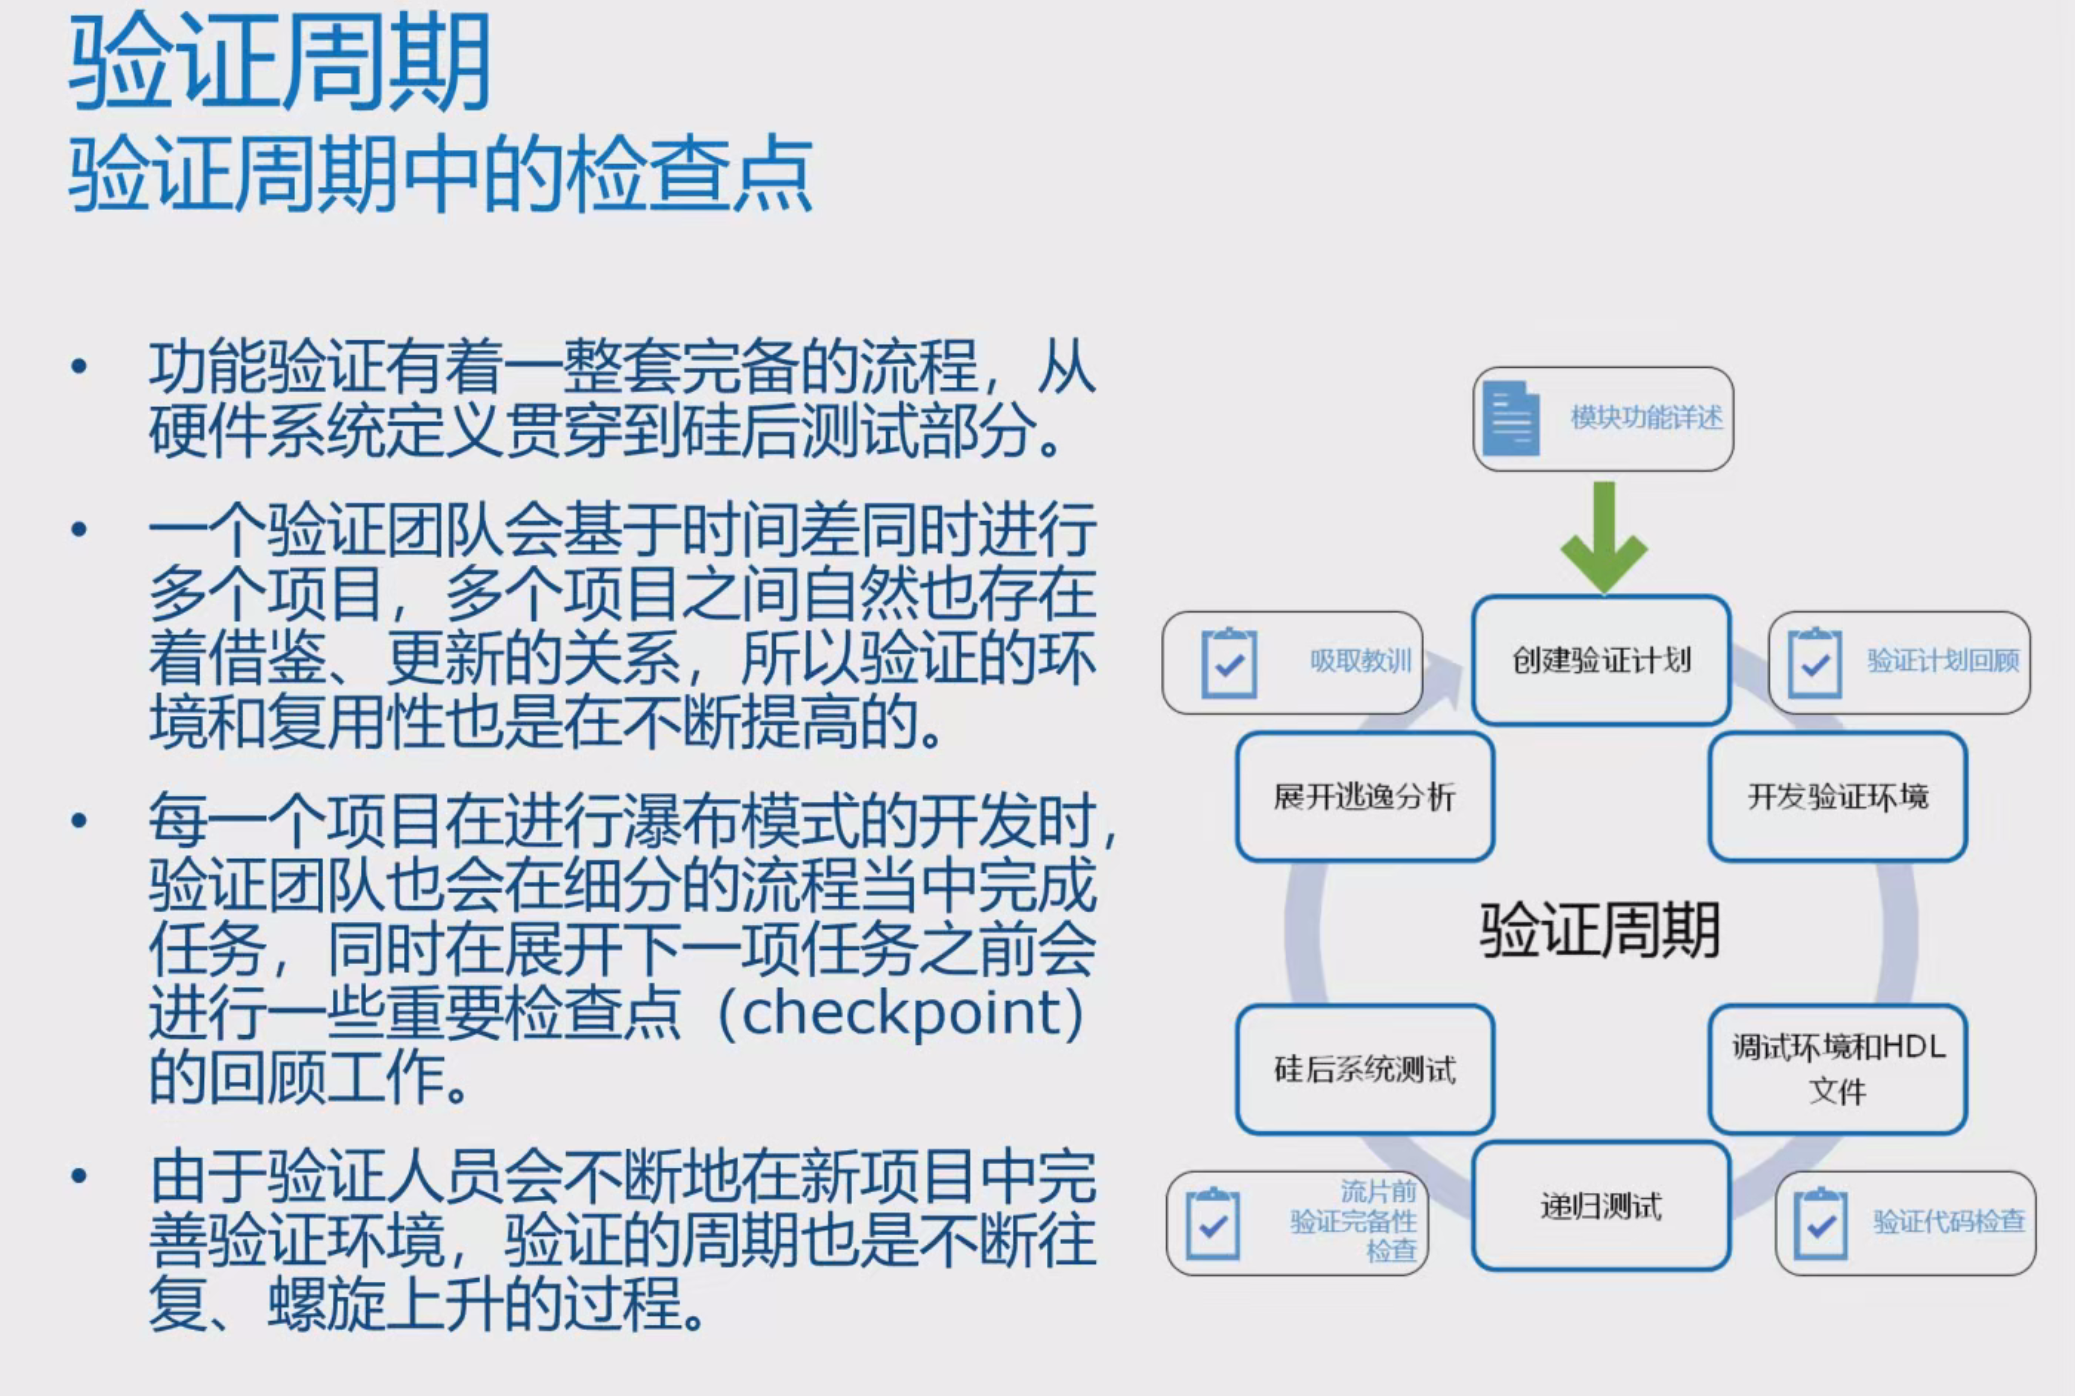 验证周期
验证周期中的检查点
• 功能验证有着一整套完备的流程，从
硬件系统定义贯穿到硅后测试部分。
• 一个验证团队会基于时间差同时进行
多个项目，多个项目之间自然也存在
着借鉴、更新的关系，所以验证的环
境和复用性也是在不断提高的。
• 每一个项目在进行瀑布模式的开发时，
验证团队也会在细分的流程当中完成
任务，同时在展开下一项任务之前会
进行一些重要检查点（checkpoint）
的回顾工作。
• 由于验证人员会不断地在新项目中完
善验证环境，验证的周期也是不断往
复、螺旋上升的过程。
模块功能详述
吸取教训
创建验证计划
验证计划回顾
展开逃逸分析
开发验证环境
验证周期
硅后系统测试
调试环境和HDL
文件
流片前
验证完备性
检查
递归测试
验证代码检查